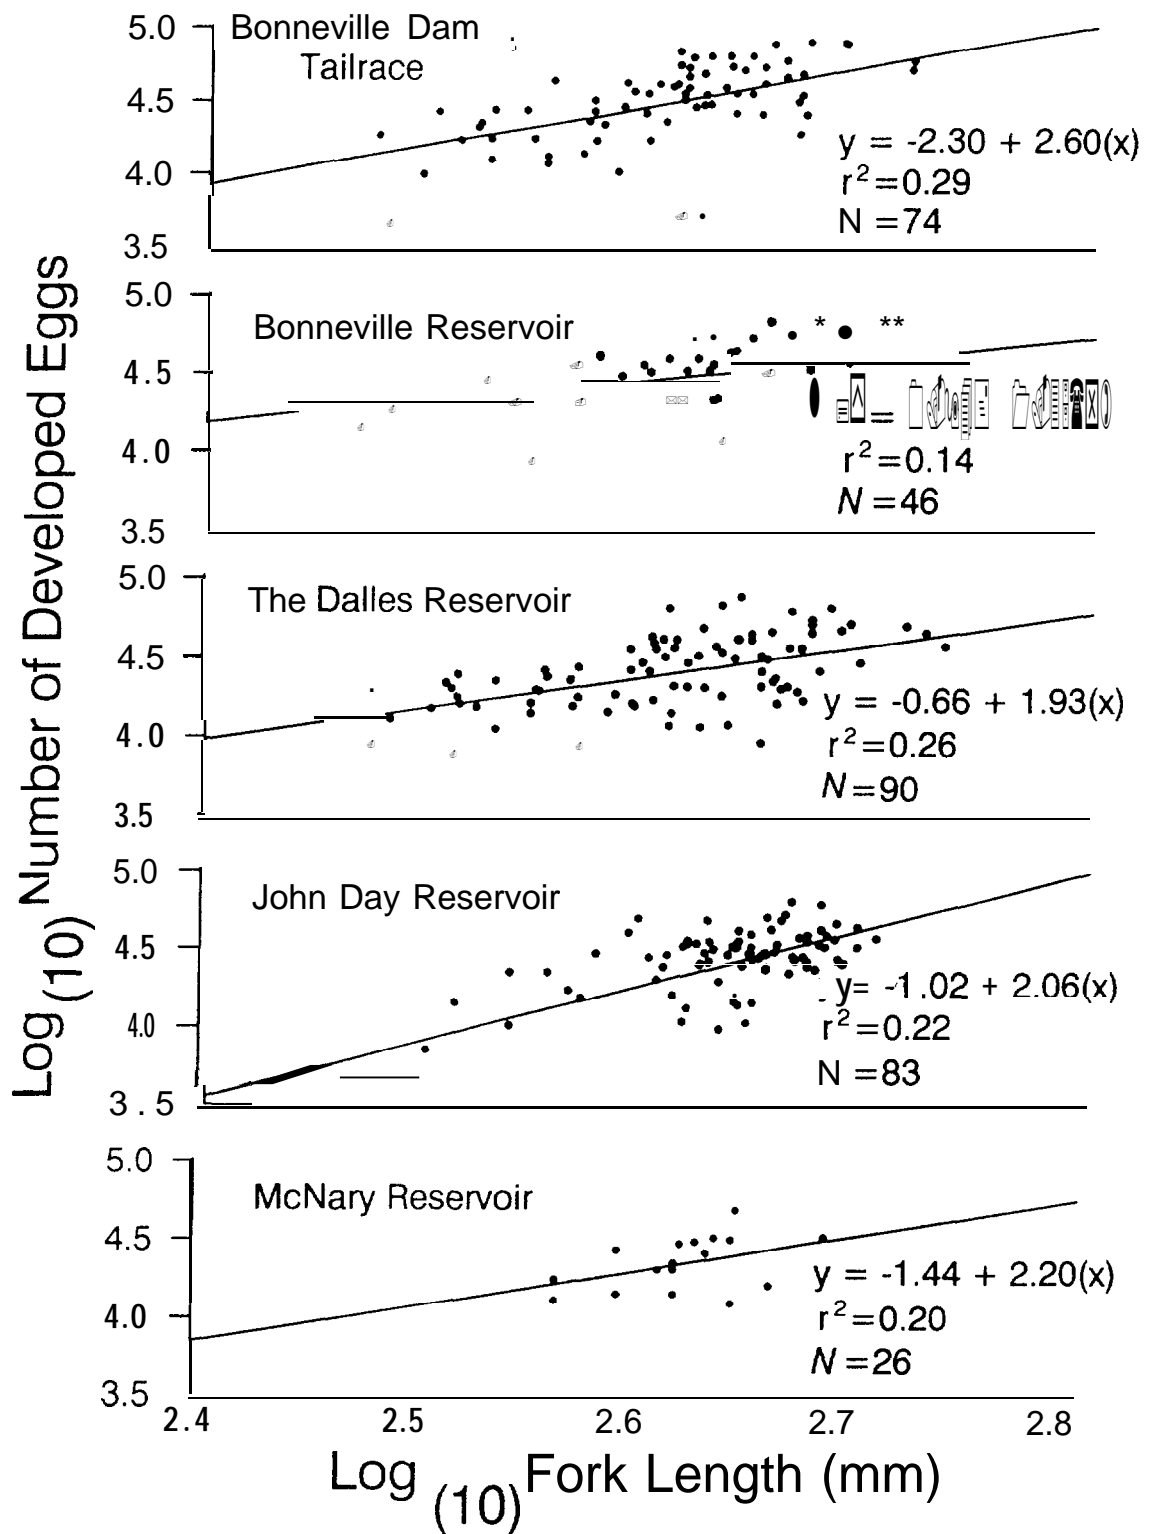 Log (10) Number of Developed Eggs
5.0
4.5
4.0
3.5
Bonneville Dam
Tailrace
y = -2.30 + 2.60(x)
r²=0.29
N =74
5.0
4.5
4.0
3.5
Bonneville Reservoir
* **
=
r²=0.14
N =46
5.0
4.5
4.0
3.5
The Dalles Reservoir
y = -0.66 + 1.93(x)
r²=0.26
N=90
5.0
4.5
4.0
3.5
John Day Reservoir
y= -1.02 + 2.06(x)
r²=0.22
N =83
5.0
4.5
4.0
3.5
McNary Reservoir
y = -1.44 + 2.20(x)
r²=0.20
N =26
2.4 2.5 2.6 2.7 2.8
Log (10) Fork Length (mm)